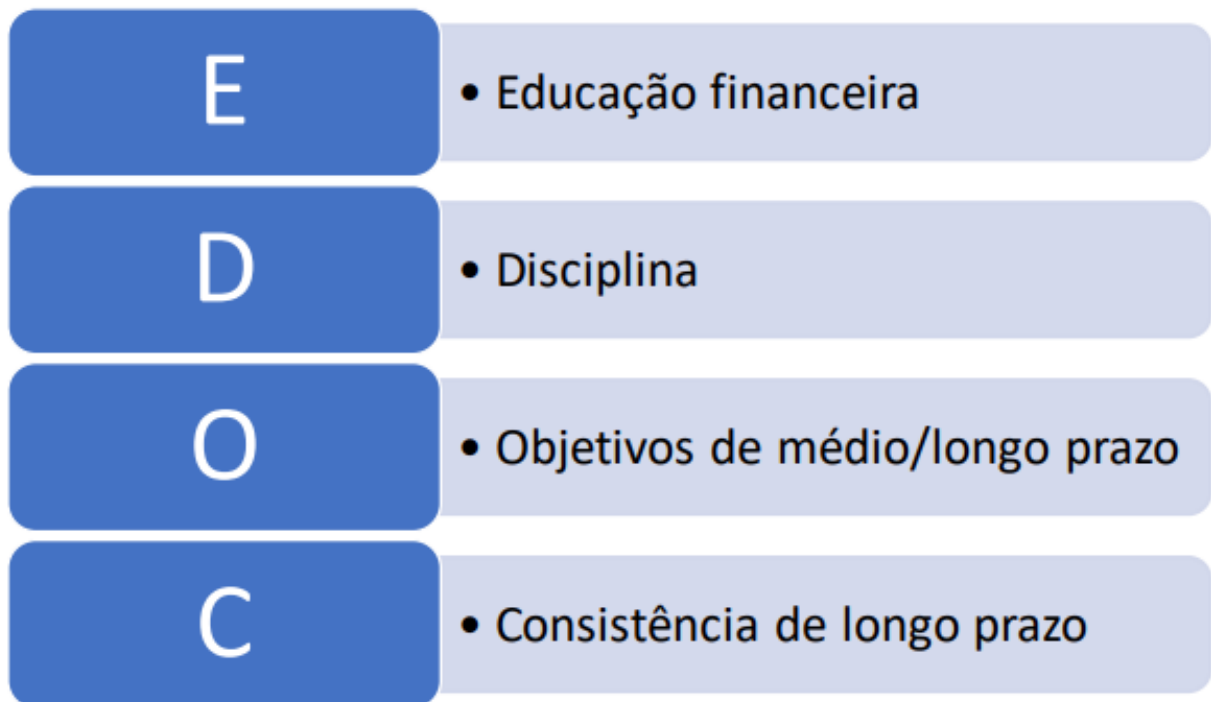 E
• Educação financeira
D
• Disciplina
O
• Objetivos de médio/longo prazo
C
• Consistência de longo prazo